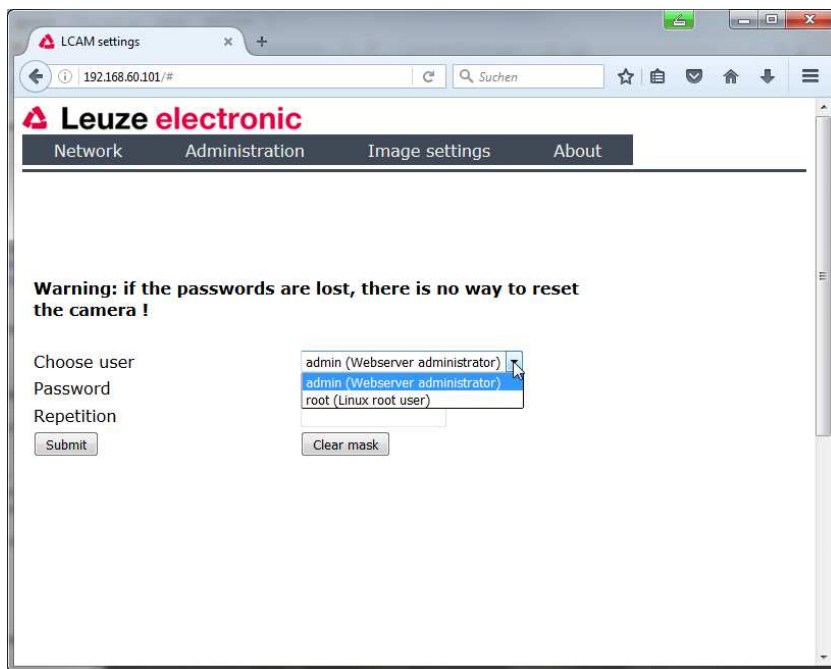 LCAM settings
192.168.60.101/#
Suchen
Leuze electronic
Network Administration Image settings About
Warning: if the passwords are lost, there is no way to reset
the camera !
Choose user admin (Webserver administrator)
admin (Webserver administrator)
Password
root (Linux root user)
Repetition
Submit Clear mask